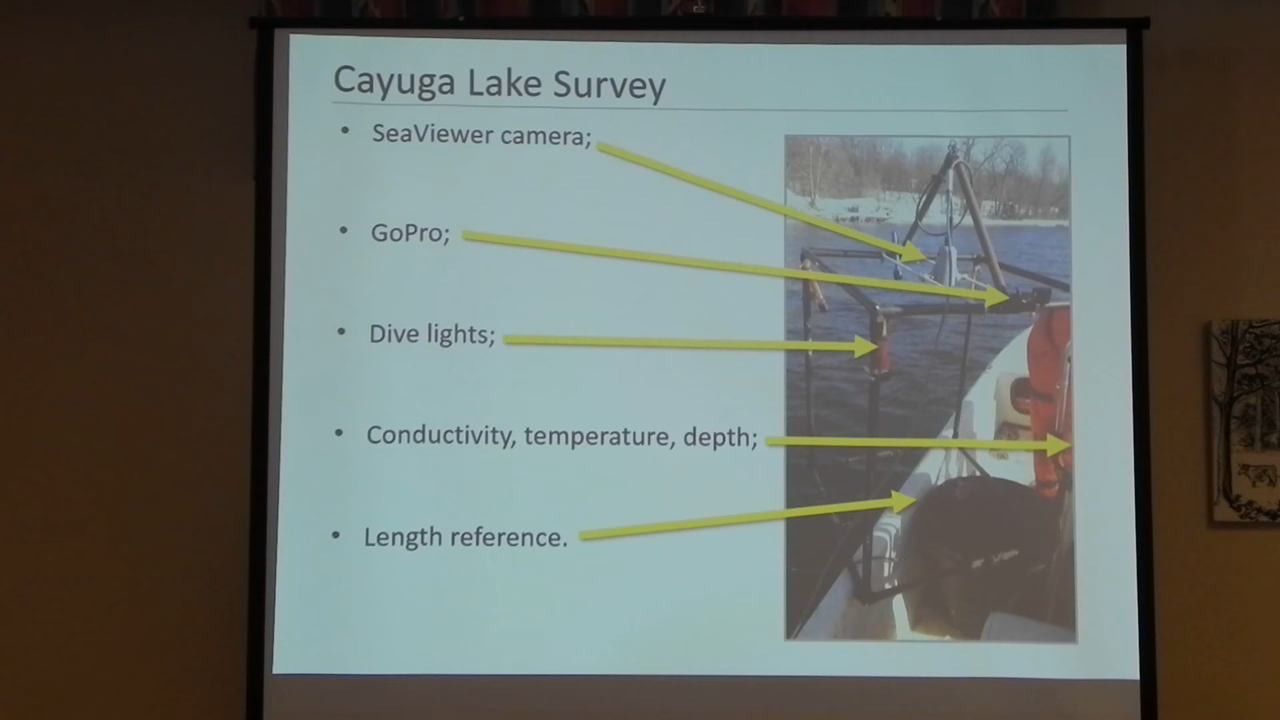 Cayuga Lake Survey
• SeaViewer camera;
• GoPro;
• Dive lights;
• Conductivity, temperature, depth;
• Length reference.